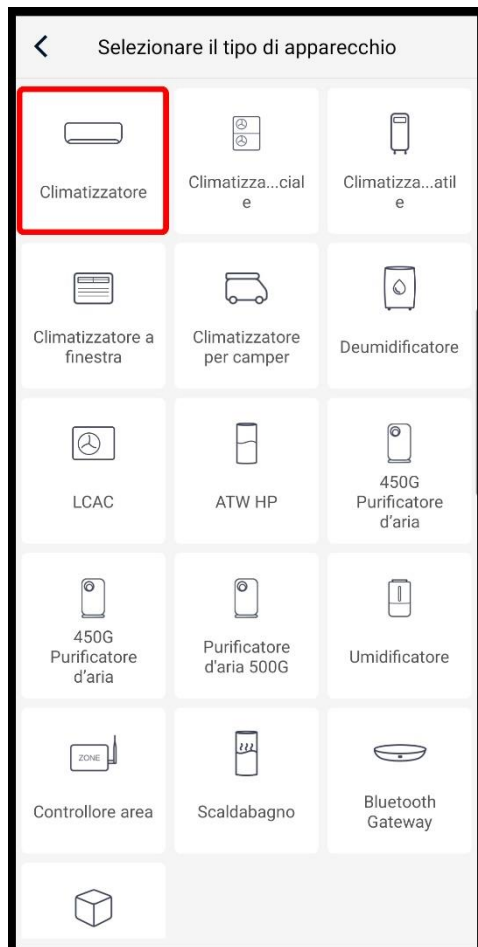 Selezionare il tipo di apparecchio
Climatizzatore
Climatizza...cial
e
Climatizza...atil
e
Climatizzatore a
finestra
Climatizzatore
per camper
Deumidificatore
LCAC
ATW HP
450G
Purificatore
d'aria
450G
Purificatore
d'aria
Purificatore
d'aria 500G
Umidificatore
ZONE
Controllore area
Scaldabagno
Bluetooth
Gateway